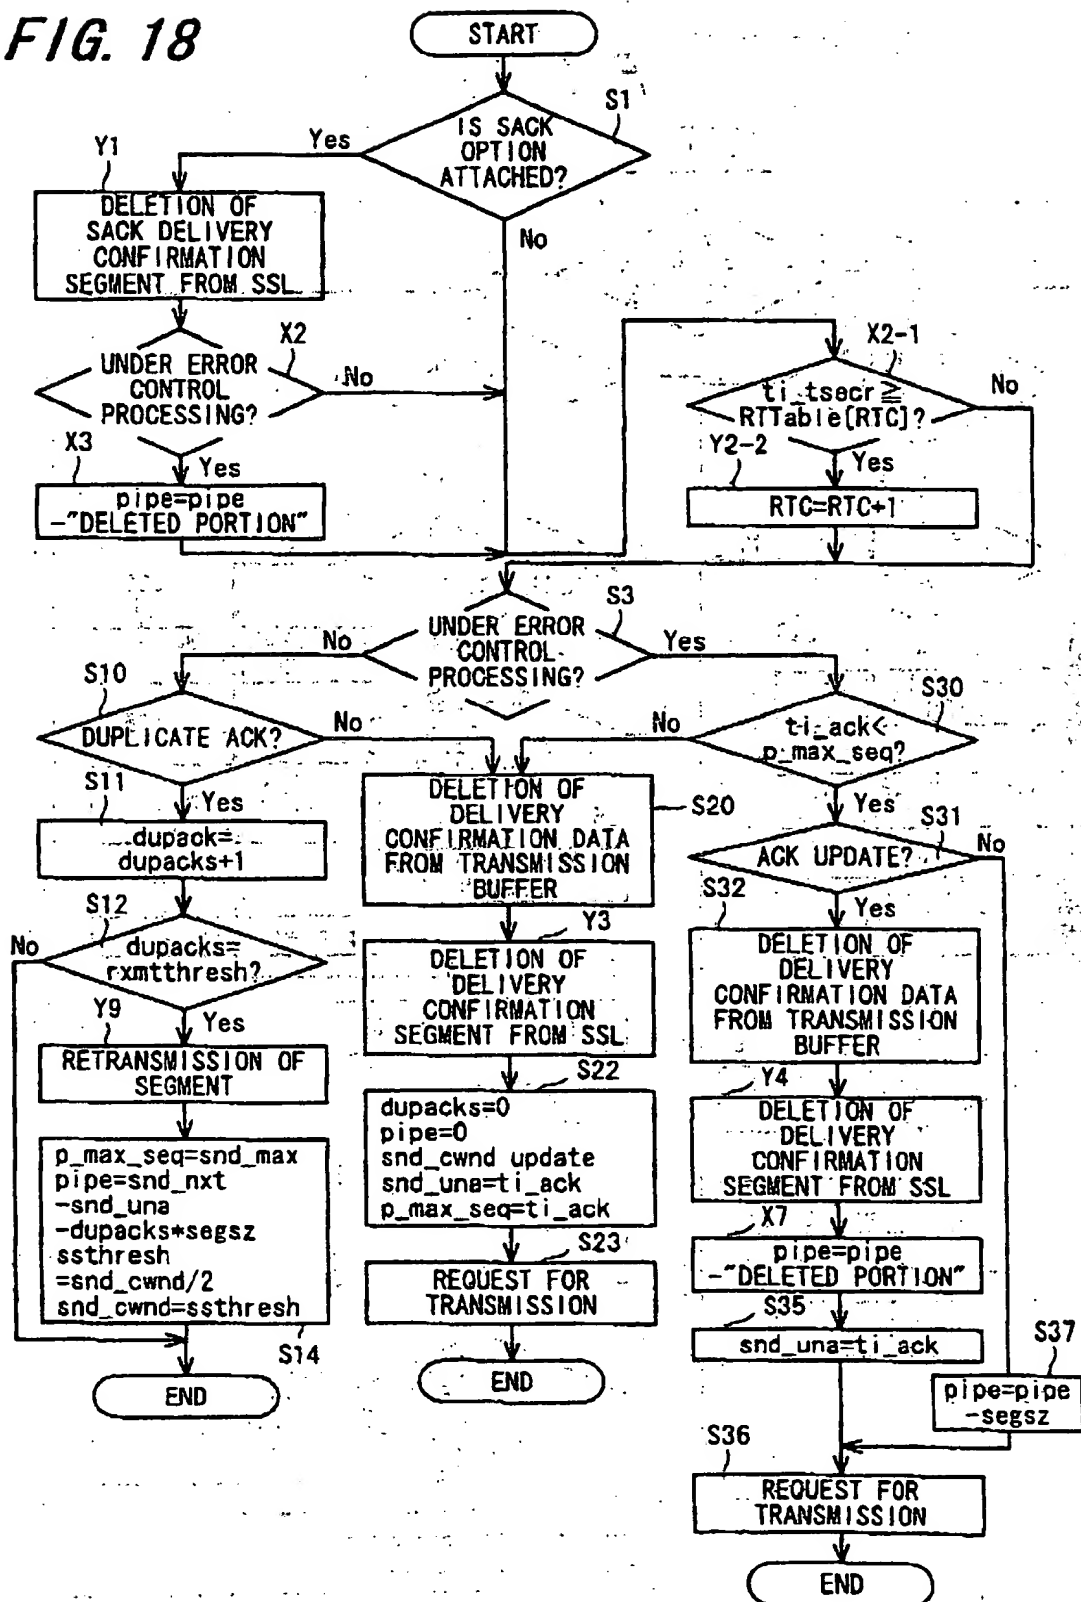 FIG. 18
START
S1
IS SACK
OPTION
ATTACHED?
Yes
No
Y1
DELETION OF
SACK DELIVERY
CONFIRMATION
SEGMENT FROM SSL
X2
UNDER ERROR
CONTROL
PROCESSING?
No
Yes
X3
pipe=pipe
-"DELETED PORTION"
X2-1
ti_tsecr≧
RTTable[RTC]?
No
Yes
Y2-2
RTC=RTC+1
S3
UNDER ERROR
CONTROL
PROCESSING?
No
Yes
S10
DUPLICATE ACK?
No
Yes
S11
dupack=
dupacks+1
S12
dupacks=
rxmtthresh?
No
Yes
Y9
RETRANSMISSION OF
SEGMENT
p_max_seq=snd_max
pipe=snd_nxt
-snd_una
-dupacks*segsz
ssthresh
=snd_cwnd/2
snd_cwnd=ssthresh
S14
END
S20
DELETION OF
DELIVERY
CONFIRMATION DATA
FROM TRANSMISSION
BUFFER
Y3
DELETION OF
DELIVERY
CONFIRMATION
SEGMENT FROM SSL
S22
dupacks=0
pipe=0
snd_cwnd update
snd_una=ti_ack
p_max_seq=ti_ack
S23
REQUEST FOR
TRANSMISSION
END
S30
ti_ack<
p_max_seq?
No
Yes
S31
ACK UPDATE?
No
Yes
S32
DELETION OF
DELIVERY
CONFIRMATION DATA
FROM TRANSMISSION
BUFFER
Y4
DELETION OF
DELIVERY
CONFIRMATION
SEGMENT FROM SSL
X7
pipe=pipe
-"DELETED PORTION"
S35
snd_una=ti_ack
S37
pipe=pipe
-segsz
S36
REQUEST FOR
TRANSMISSION
END